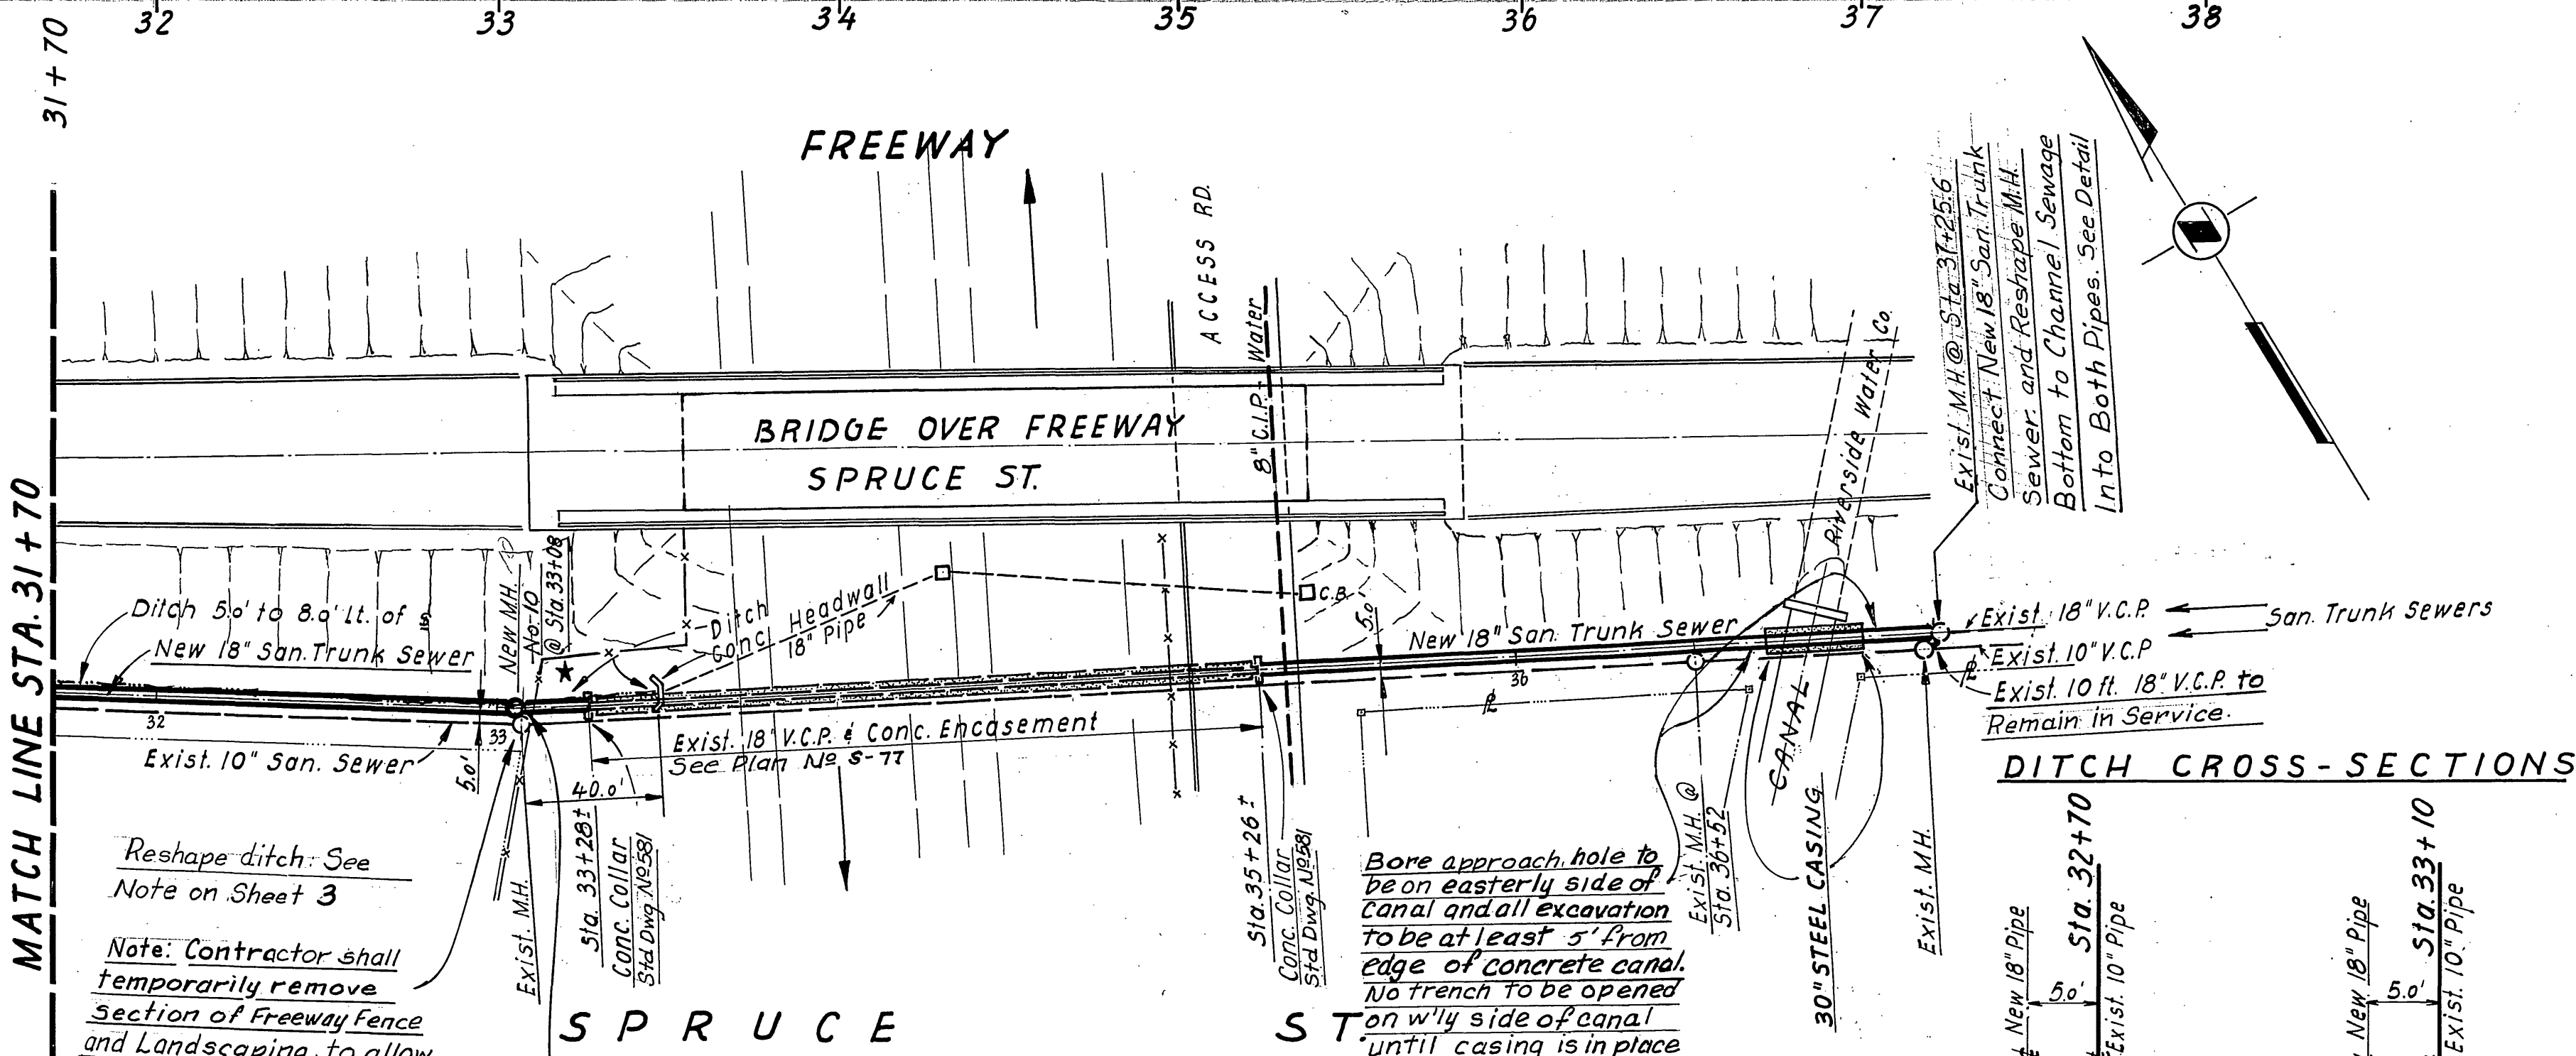 32
33
34
35
36
37
38
31 + 70
FREEWAY
ACCESS RD.
8" C.I.P. Water
BRIDGE OVER FREEWAY
SPRUCE ST.
Riverside Water Co.
Exist. M.H. @ Sta. 37+25.6
Connect New 18" San. Trunk
Sewer. and Reshape M.H.
Bottom to Channel Sewage
Into Both Pipes. See Detail
MATCH LINE STA. 31 + 70
Ditch 5.0' to 8.0' Lt. of
New 18" San. Trunk Sewer
New M.H.
No-10
@ Sta. 33+08
Ditch
Conc. Headwall
18" Pipe
C.B.
5.0'
New 18" San. Trunk Sewer
Exist. 18" V.C.P.
San. Trunk Sewers
Exist. 10" V.C.P
Exist. 10 ft. 18" V.C.P. to
Remain in Service.
32
33
36
Exist. 10" San. Sewer
5.0'
Exist. 18" V.C.P. & Conc. Encasement
See Plan No S-77
40.0'
CANAL
30" STEEL CASING
DITCH CROSS-SECTIONS
Reshape ditch: See
Note on Sheet 3
Note: Contractor shall
temporarily remove
section of Freeway Fence
and Landscaping to allow
Exist. M.H.
Sta. 33+28±
Conc. Collar
Std Dwg. No 581
Sta. 35+26±
Conc. Collar
Std. Dwg. No 581
Bore approach hole to
be on easterly side of
canal and all excavation
to be at least 5' from
edge of concrete canal.
No trench to be opened
on w'ly side of canal
until casing is in place
Exist. M.H. @
Sta. 36+52
Exist. M.H.
SPRUCE ST.
New 18" Pipe
5.0'
Sta. 32+70
Exist. 10" Pipe
New 18" Pipe
5.0'
Sta. 33+10
Exist. 10" Pipe